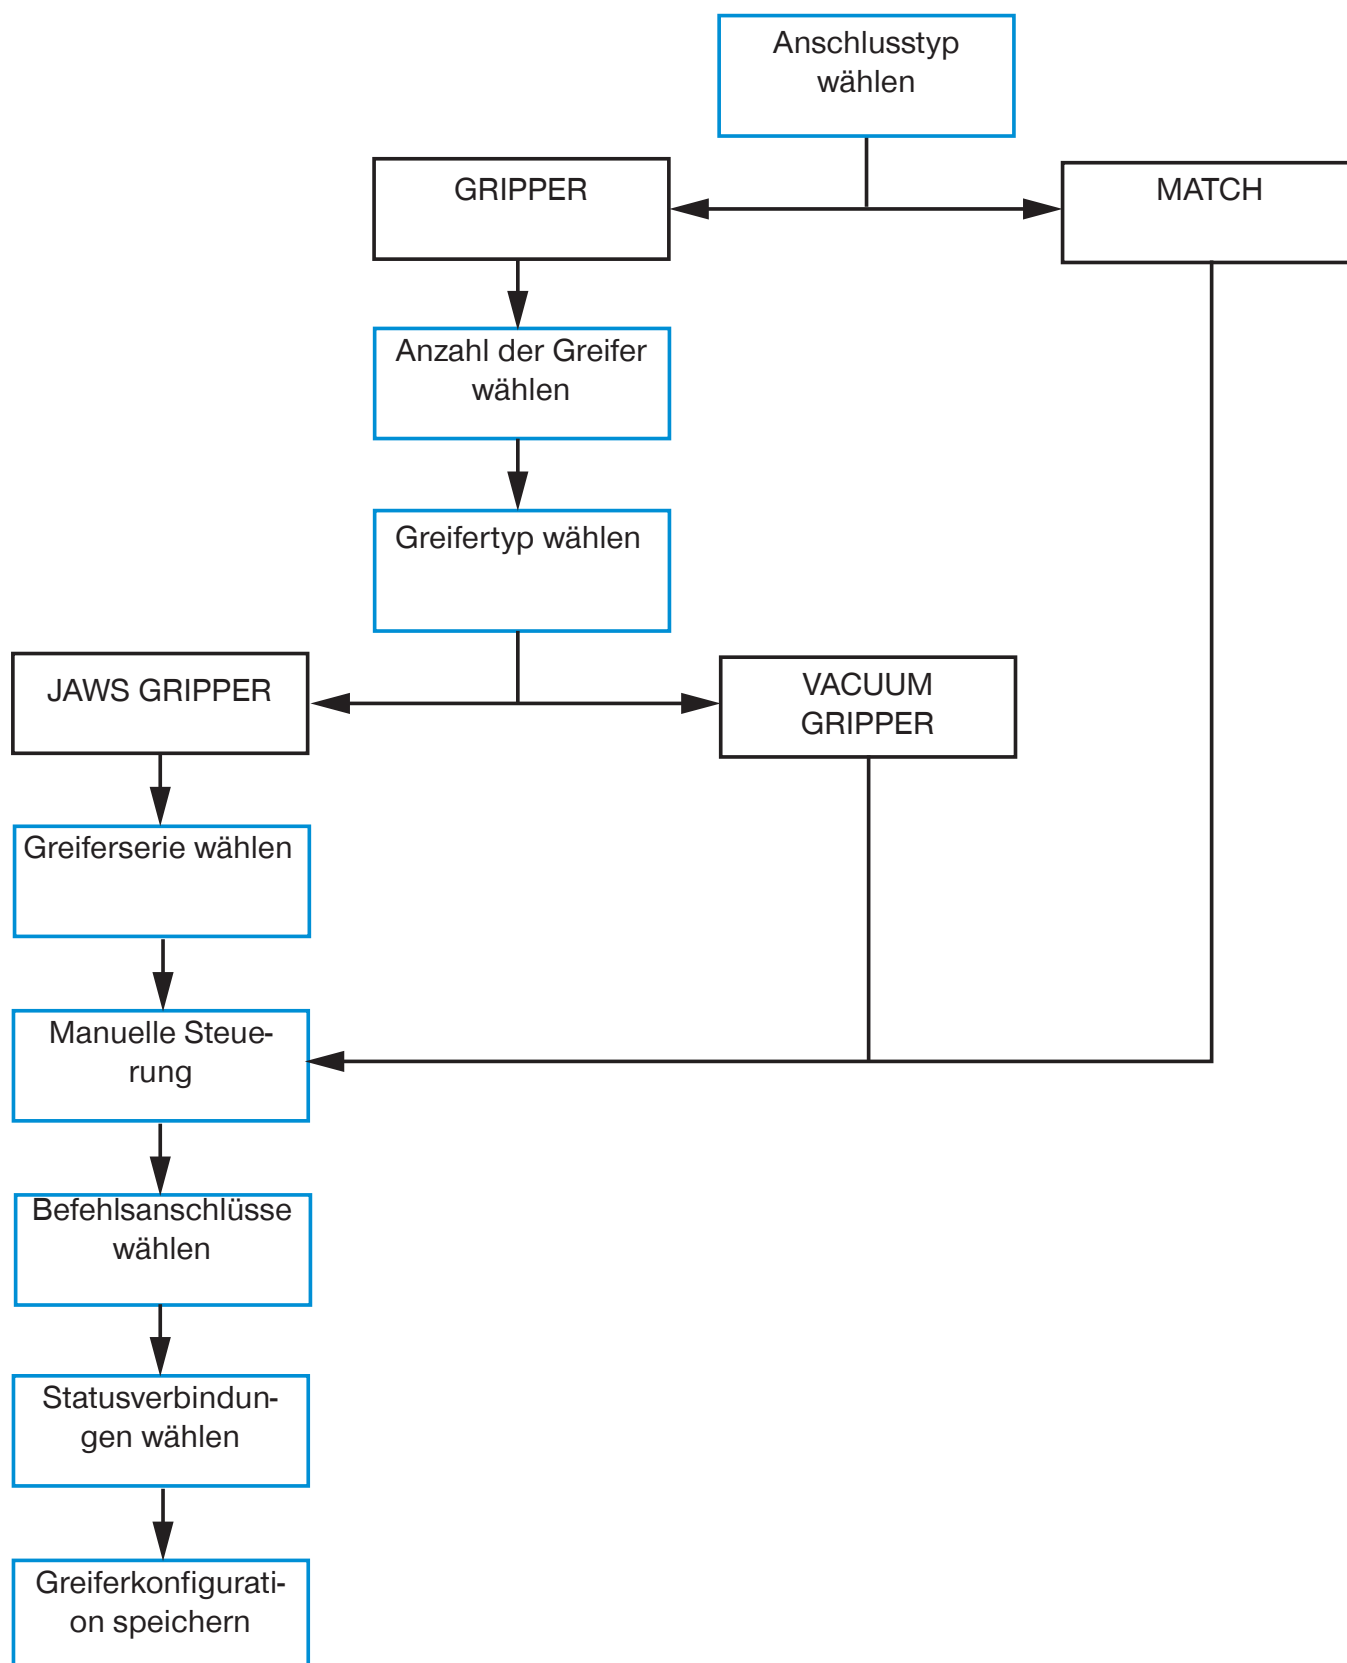 Anschlusstyp
wählen
GRIPPER
MATCH
Anzahl der Greifer
wählen
Greifertyp wählen
JAWS GRIPPER
VACUUM
GRIPPER
Greiferserie wählen
Manuelle Steue-
rung
Befehlsanschlüsse
wählen
Statusverbindun-
gen wählen
Greiferkonfigurati-
on speichern